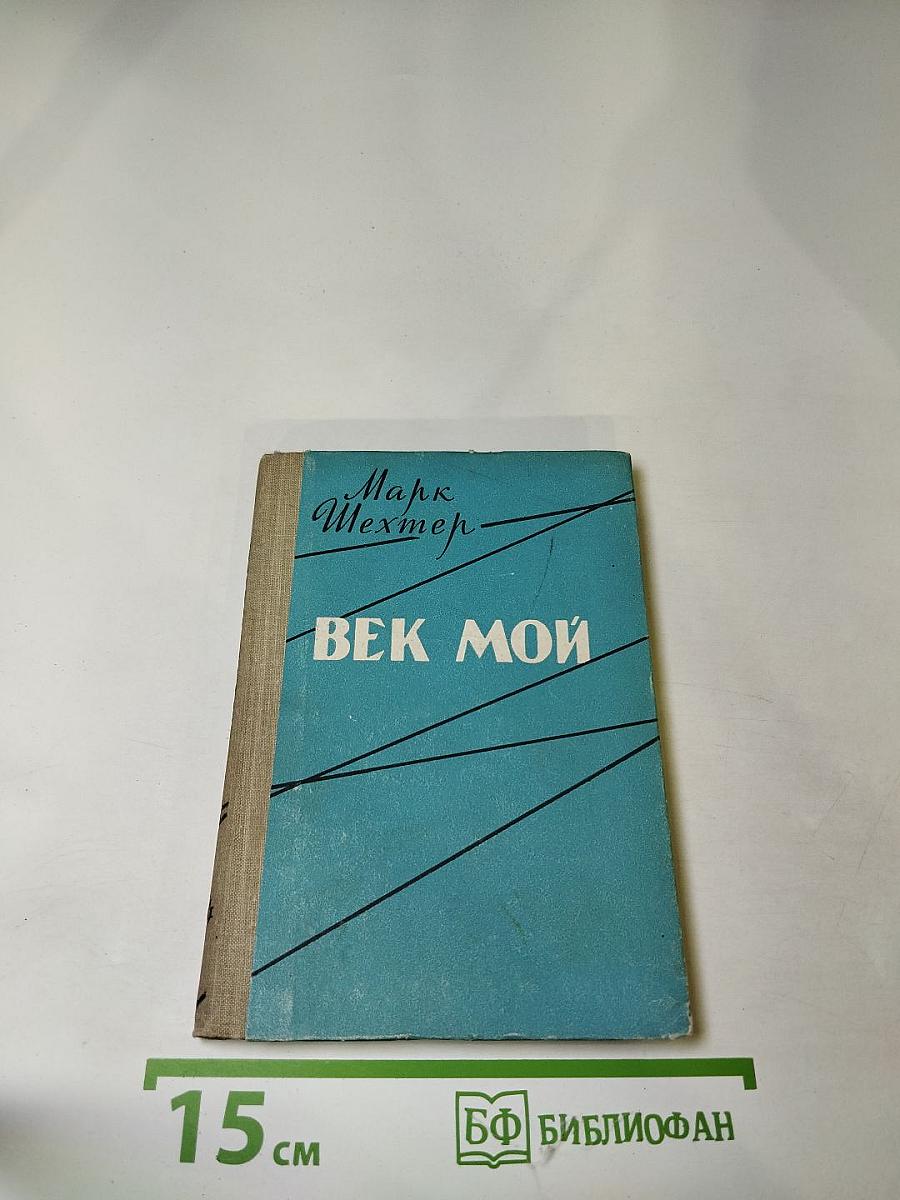 Марк
Шехтер
ВЕК МОЙ
15 см
БФ БИБЛИОФАН